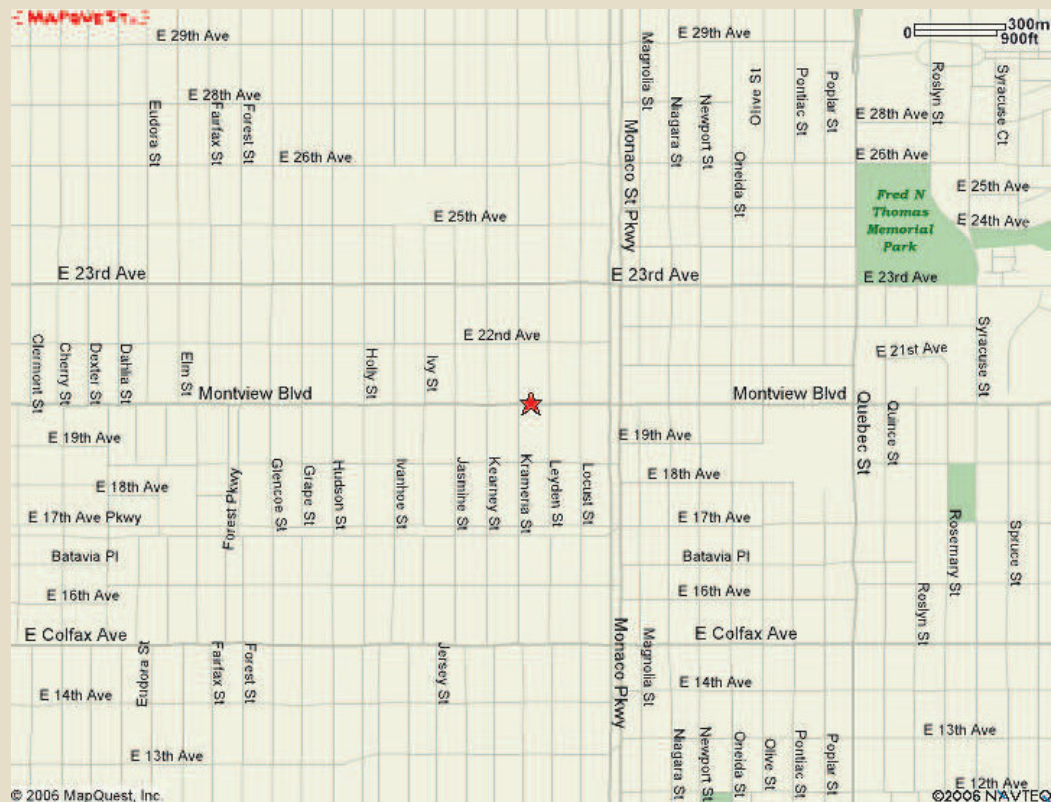 MAPQUEST
300m
0
900ft
E 29th Ave
E 29th Ave
Magnolia St
Roslyn St
Syracuse Ct
Olive St
Pontiac St
Poplar St
E 28th Ave
Eudora St
Fairfax St
Forest St
Niagara St
Newport St
E 28th Ave
Monaco St Pkwy
E 26th Ave
Oneida St
E 26th Ave
E 25th Ave
Fred N
Thomas
Memorial
Park
E 25th Ave
E 24th Ave
E 23rd Ave
E 23rd Ave
E 23rd Ave
E 22nd Ave
Syracuse St
E 21st Ave
Clermont St
Cherry St
Dexter St
Dahlia St
Elm St
Holly St
Ivy St
Montview Blvd
Montview Blvd
Quebec St
Quince St
E 19th Ave
E 19th Ave
Forest Pkwy
Glencoe St
Grape St
Hudson St
Ivanhoe St
Jasmine St
Kearney St
Krameria St
Leyden St
Locust St
E 18th Ave
E 18th Ave
E 17th Ave Pkwy
E 17th Ave
Rosemary St
Spruce St
Batavia Pl
Batavia Pl
E 16th Ave
E 16th Ave
Roslyn St
E Colfax Ave
E Colfax Ave
Eudora St
Fairfax St
Forest St
Jersey St
Monaco Pkwy
Magnolia St
E 14th Ave
E 14th Ave
E 13th Ave
E 13th Ave
Niagara St
Newport St
Oneida St
Olive St
Pontiac St
Poplar St
E 12th Ave
© 2006 MapQuest, Inc.
©2006 NAVTEQ